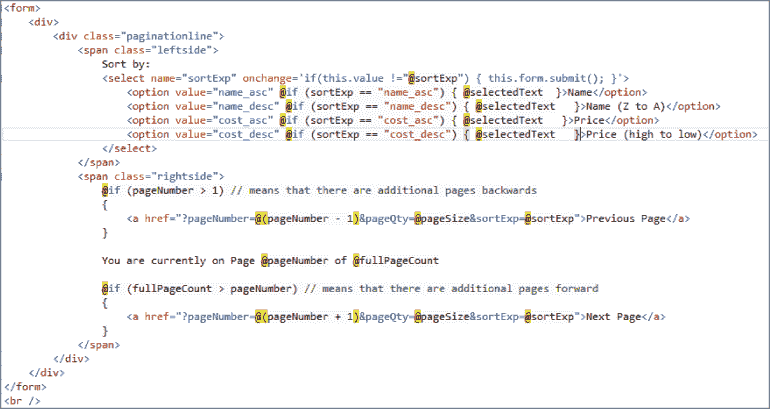 <form>
<div>
<div class="paginationline">
<span class="leftside">
Sort by:
<select name="sortExp" onchange='if(this.value !="@sortExp") { this.form.submit(); }'>
<option value="name_asc" @if (sortExp == "name_asc") { @selectedText }>Name</option>
<option value="name_desc" @if (sortExp == "name_desc") { @selectedText }>Name (Z to A)</option>
<option value="cost_asc" @if (sortExp == "cost_asc") { @selectedText }>Price</option>
<option value="cost_desc" @if (sortExp == "cost_desc") { @selectedText }>Price (high to low)</option>
</select>
</span>
<span class="rightside">
@if (pageNumber > 1) // means that there are additional pages backwards
{
<a href="?pageNumber=@(pageNumber - 1)&pageQty=@pageSize&sortExp=@sortExp">Previous Page</a>
}
You are currently on Page @pageNumber of @fullPageCount
@if (fullPageCount > pageNumber) // means that there are additional pages forward
{
<a href="?pageNumber=@(pageNumber + 1)&pageQty=@pageSize&sortExp=@sortExp">Next Page</a>
}
</span>
</div>
</div>
</form>
<br />